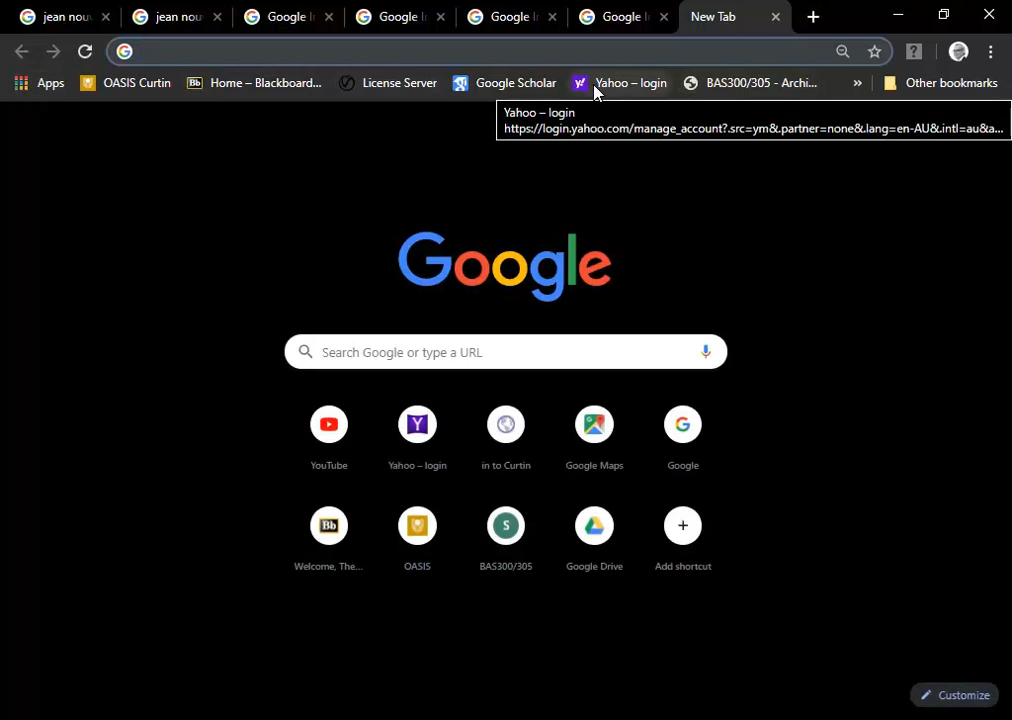 jean nou
jean nou
Google I
Google I
Google I
Google I
New Tab
Apps
OASIS Curtin
Bb Home – Blackboard...
License Server
Google Scholar
Yahoo – login
BAS300/305 - Archi...
»
Other bookmarks
Yahoo – login
https://login.yahoo.com/manage_account?.src=ym&.partner=none&.lang=en-AU&.intl=au&a...
Google
Search Google or type a URL
YouTube
Yahoo – login
in to Curtin
Google Maps
Google
Bb
S
Welcome, The...
OASIS
BAS300/305
Google Drive
Add shortcut
Customize